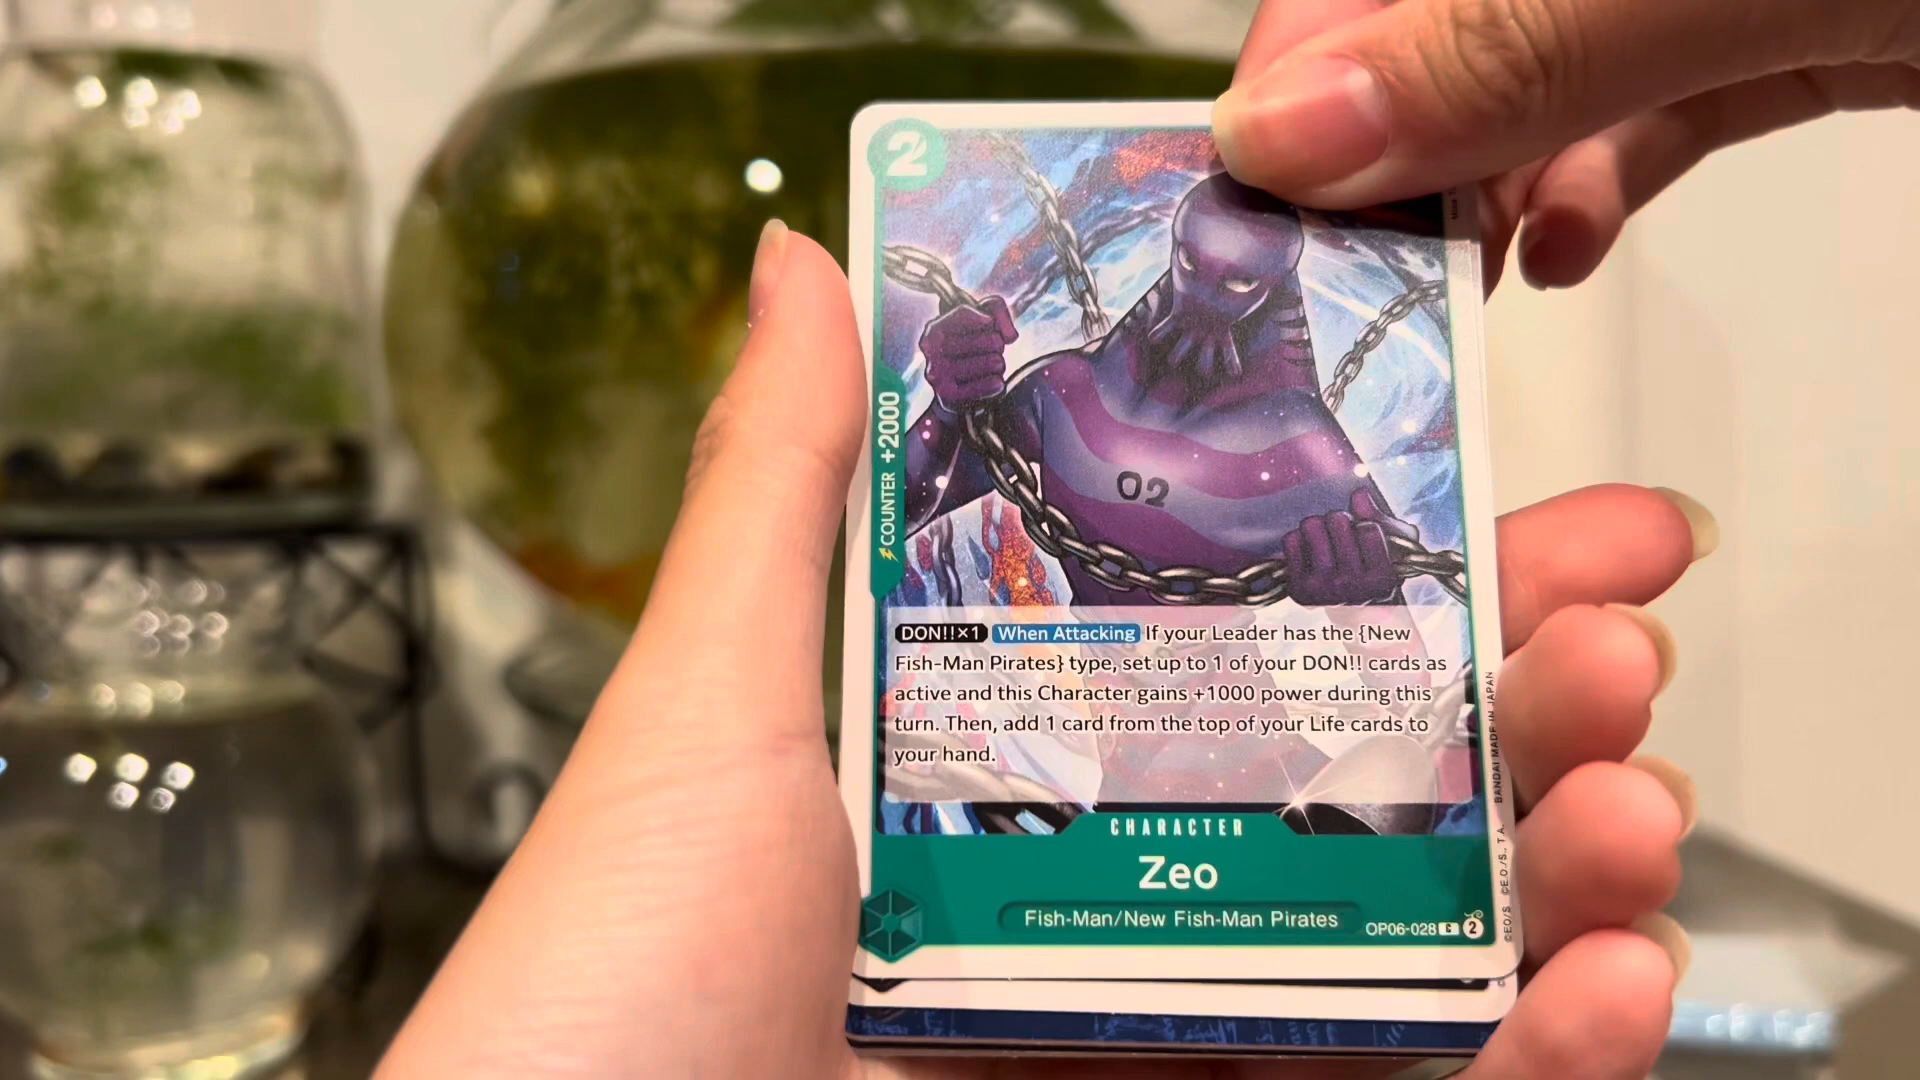 2
COUNTER +2000
02
DON!!×1 When Attacking If your Leader has the {New
Fish-Man Pirates} type, set up to 1 of your DON!! cards as
active and this Character gains +1000 power during this
turn. Then, add 1 card from the top of your Life cards to
your hand.
CHARACTER
Zeo
Fish-Man/New Fish-Man Pirates
OP06-028 C 2
©EO/S ©E.O./S., T.A. BANDAI MADE IN JAPAN